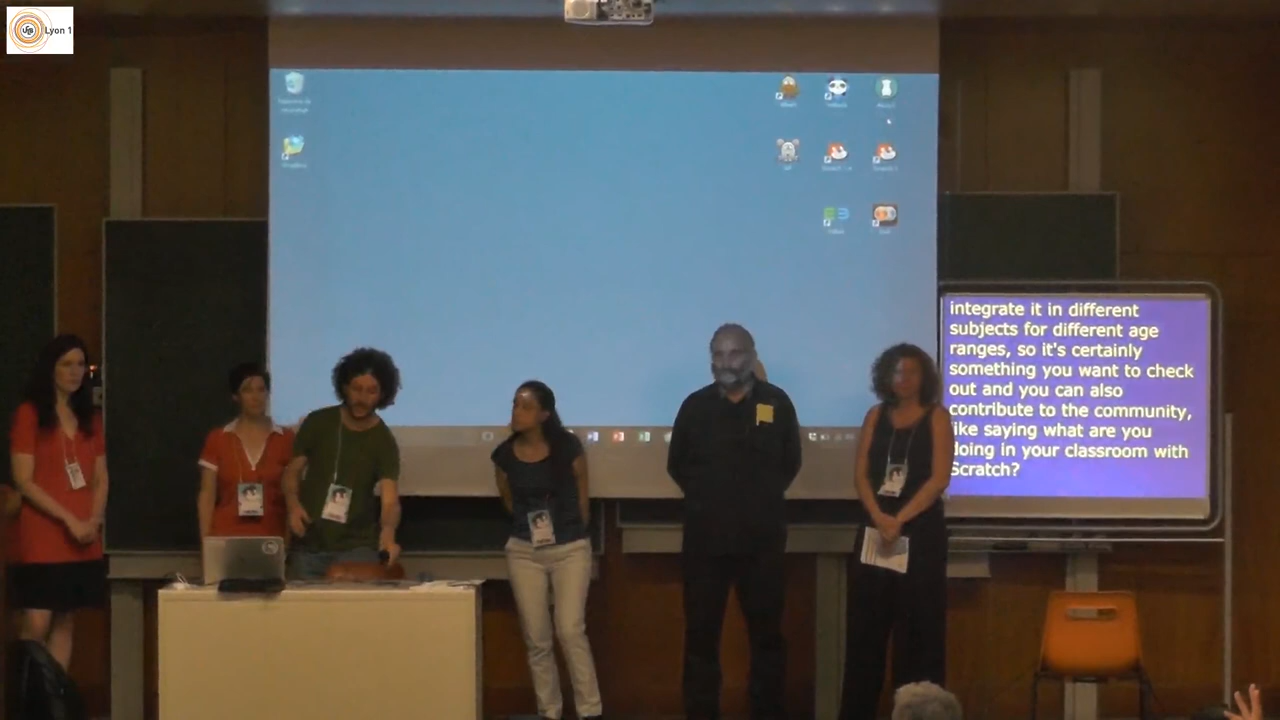 Lyon 1
integrate it in different
subjects for different age
ranges, so it's certainly
something you want to check
out and you can also
contribute to the community,
like saying what are you
doing in your classroom with
Scratch?